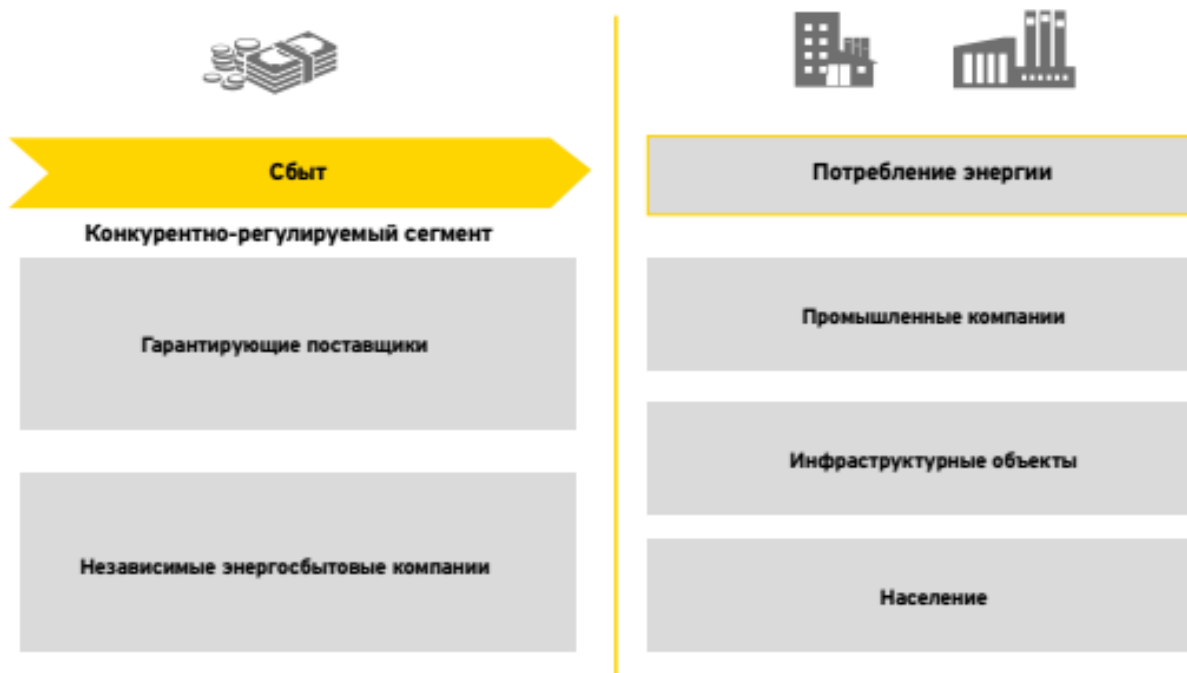 Сбыт
Конкурентно-регулируемый сегмент
Гарантирующие поставщики
Независимые энергосбытовые компании
Потребление энергии
Промышленные компании
Инфраструктурные объекты
Население